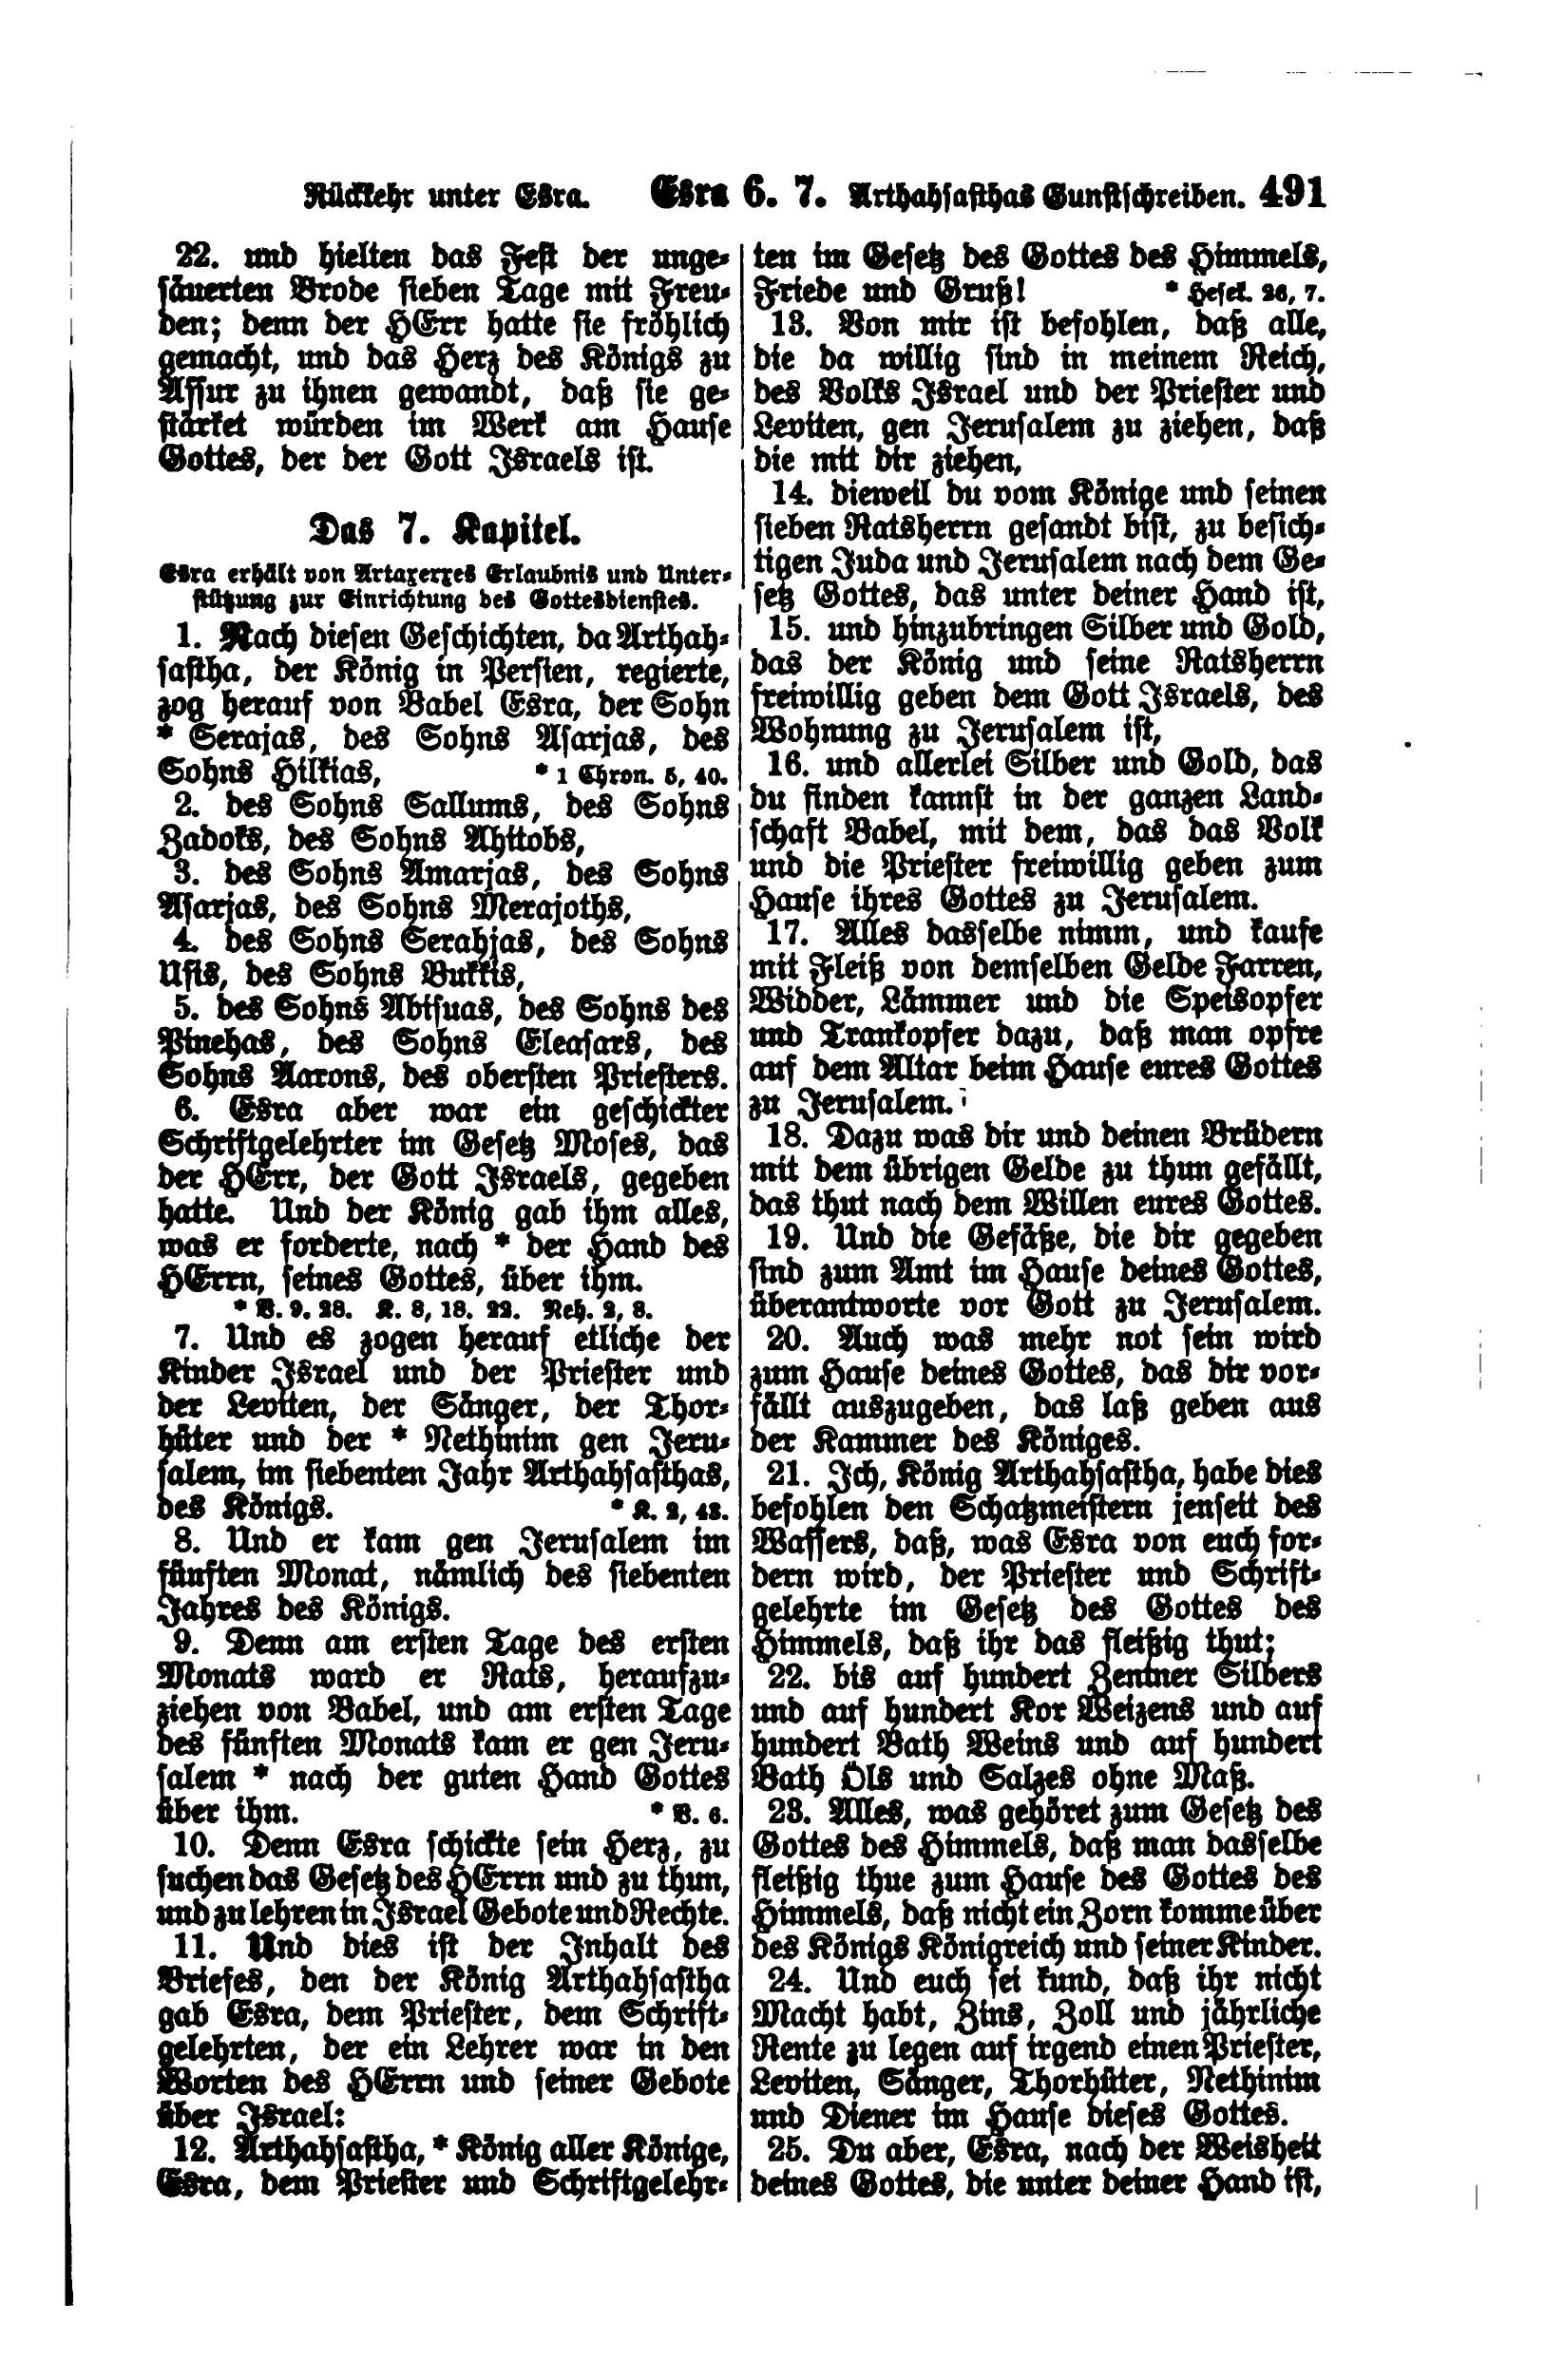 Rückkehr unter Esra. Esra 6. 7. Arthahsasthas Gunstschreiben. 491
22. und hielten das Fest der unge-
säuerten Brode sieben Tage mit Freu-
den; denn der HErr hatte sie fröhlich
gemacht, und das Herz des Königs zu
Assur zu ihnen gewandt, daß sie ge-
stärket würden im Werk am Hause
Gottes, der der Gott Israels ist.
Das 7. Kapitel.
Esra erhält von Artaxerxes Erlaubnis und Unter-
stützung zur Einrichtung des Gottesdienstes.
1. Nach diesen Geschichten, da Arthah-
sastha, der König in Persien, regierte,
zog herauf von Babel Esra, der Sohn
* Serajas, des Sohns Asarjas, des
Sohns Hilkias, * 1 Chron. 5, 40.
2. des Sohns Sallums, des Sohns
Zadoks, des Sohns Ahitobs,
3. des Sohns Amarjas, des Sohns
Asarjas, des Sohns Merajoths,
4. des Sohns Serahjas, des Sohns
Usis, des Sohns Bukkis,
5. des Sohns Abisuas, des Sohns des
Pinehas, des Sohns Eleasars, des
Sohns Aarons, des obersten Priesters.
6. Esra aber war ein geschickter
Schriftgelehrter im Gesetz Moses, das
der HErr, der Gott Israels, gegeben
hatte. Und der König gab ihm alles,
was er forderte, nach * der Hand des
HErrn, seines Gottes, über ihm.
* V. 9. 28. K. 8, 18. 22. Neh. 2, 8.
7. Und es zogen herauf etliche der
Kinder Israel und der Priester und
der Leviten, der Sänger, der Thor-
hüter und der * Nethinim gen Jeru-
salem, im siebenten Jahr Arthahsasthas,
des Königs. * K. 2, 43.
8. Und er kam gen Jerusalem im
fünften Monat, nämlich des siebenten
Jahres des Königs.
9. Denn am ersten Tage des ersten
Monats ward er Rats, heraufzu-
ziehen von Babel, und am ersten Tage
des fünften Monats kam er gen Jeru-
salem * nach der guten Hand Gottes
über ihm. * V. 6.
10. Denn Esra schickte sein Herz, zu
suchen das Gesetz des HErrn und zu thun,
und zu lehren in Israel Gebote und Rechte.
11. Und dies ist der Inhalt des
Briefes, den der König Arthahsastha
gab Esra, dem Priester, dem Schrift-
gelehrten, der ein Lehrer war in den
Worten des HErrn und seiner Gebote
über Israel:
12. Arthahsastha, * König aller Könige,
Esra, dem Priester und Schriftgelehr-
ten im Gesetz des Gottes des Himmels,
Friede und Gruß! * Hesek. 26, 7.
13. Von mir ist befohlen, daß alle,
die da willig sind in meinem Reich,
des Volks Israel und der Priester und
Leviten, gen Jerusalem zu ziehen, daß
die mit dir ziehen,
14. dieweil du vom Könige und seinen
sieben Ratsherrn gesandt bist, zu besich-
tigen Juda und Jerusalem nach dem Ge-
setz Gottes, das unter deiner Hand ist,
15. und hinzubringen Silber und Gold,
das der König und seine Ratsherrn
freiwillig geben dem Gott Israels, des
Wohnung zu Jerusalem ist,
16. und allerlei Silber und Gold, das
du finden kannst in der ganzen Land-
schaft Babel, mit dem, das das Volk
und die Priester freiwillig geben zum
Hause ihres Gottes zu Jerusalem.
17. Alles dasselbe nimm, und kaufe
mit Fleiß von demselben Gelde Farren,
Widder, Lämmer und die Speisopfer
und Trankopfer dazu, daß man opfre
auf dem Altar beim Hause eures Gottes
zu Jerusalem.
18. Dazu was dir und deinen Brüdern
mit dem übrigen Gelde zu thun gefällt,
das thut nach dem Willen eures Gottes.
19. Und die Gefäße, die dir gegeben
sind zum Amt im Hause deines Gottes,
überantworte vor Gott zu Jerusalem.
20. Auch was mehr not sein wird
zum Hause deines Gottes, das dir vor-
fällt auszugeben, das laß geben aus
der Kammer des Königes.
21. Ich, König Arthahsastha, habe dies
befohlen den Schatzmeistern jenseit des
Wassers, daß, was Esra von euch for-
dern wird, der Priester und Schrift-
gelehrte im Gesetz des Gottes des
Himmels, daß ihr das fleißig thut;
22. bis auf hundert Zentner Silbers
und auf hundert Kor Weizens und auf
hundert Bath Weins und auf hundert
Bath Öls und Salzes ohne Maß.
23. Alles, was gehöret zum Gesetz des
Gottes des Himmels, daß man dasselbe
fleißig thue zum Hause des Gottes des
Himmels, daß nicht ein Zorn komme über
des Königs Königreich und seiner Kinder.
24. Und euch sei kund, daß ihr nicht
Macht habt, Zins, Zoll und jährliche
Rente zu legen auf irgend einen Priester,
Leviten, Sänger, Thorhüter, Nethinim
und Diener im Hause dieses Gottes.
25. Du aber, Esra, nach der Weisheit
deines Gottes, die unter deiner Hand ist,